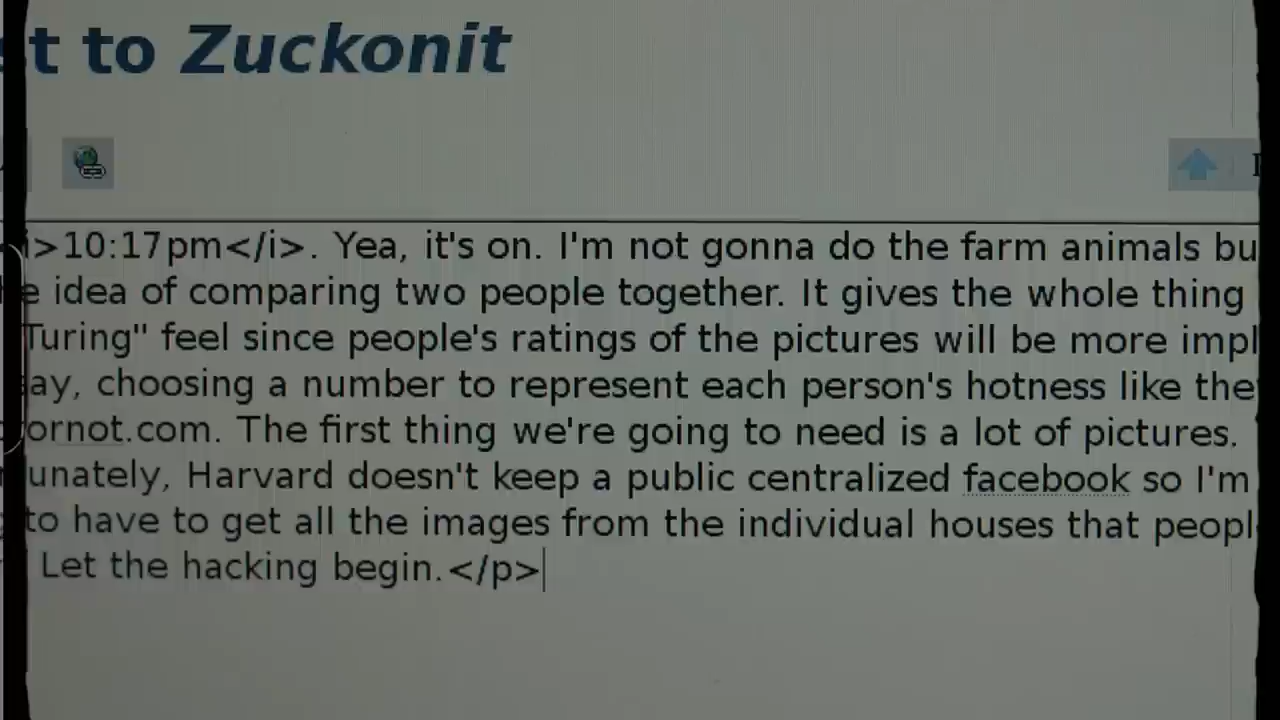 t to Zuckonit
i>10:17pm</i>. Yea, it's on. I'm not gonna do the farm animals bu
e idea of comparing two people together. It gives the whole thing
Turing" feel since people's ratings of the pictures will be more impl
ay, choosing a number to represent each person's hotness like the
ornot.com. The first thing we're going to need is a lot of pictures.
unately, Harvard doesn't keep a public centralized facebook so I'm
to have to get all the images from the individual houses that peopl
Let the hacking begin.</p>